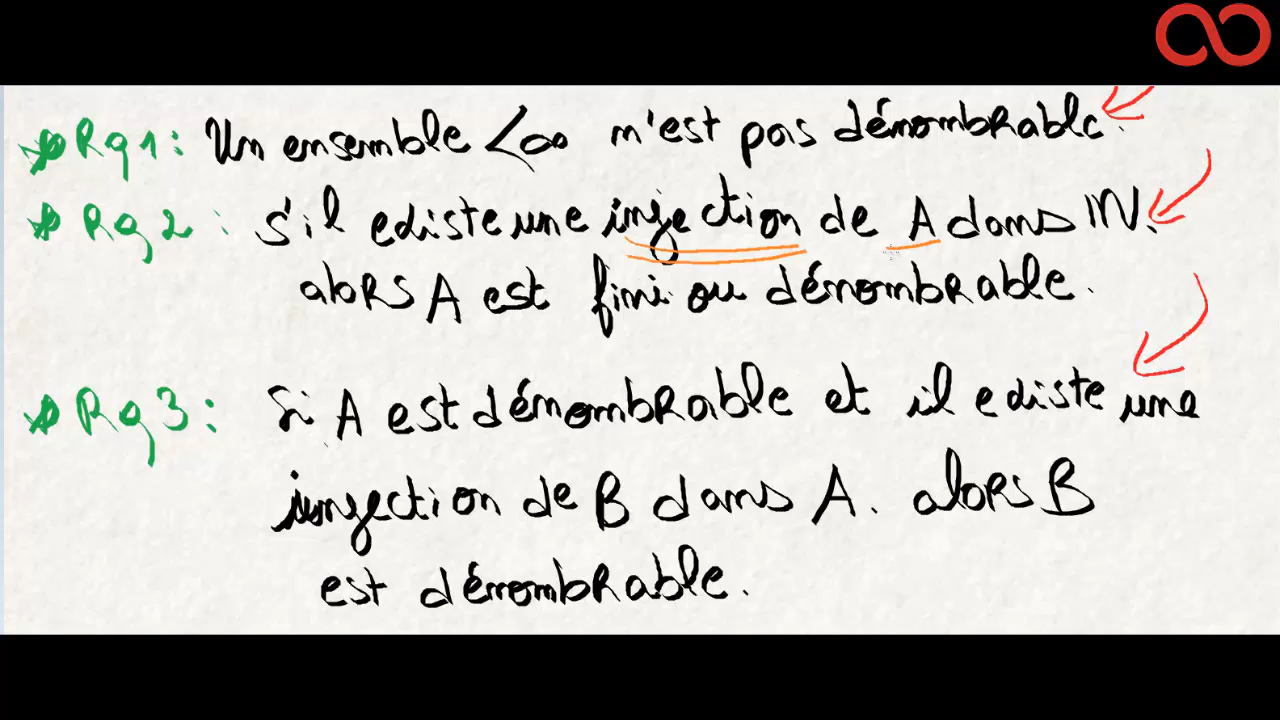 Rq1: Un ensemble <∞ n'est pas dénombrable.
Rq2: S'il existe une injection de A dans IN.
alors A est fini ou dénombrable.
Rq3: Si A est dénombrable et il existe une
injection de B dans A. alors B
est dénombrable.